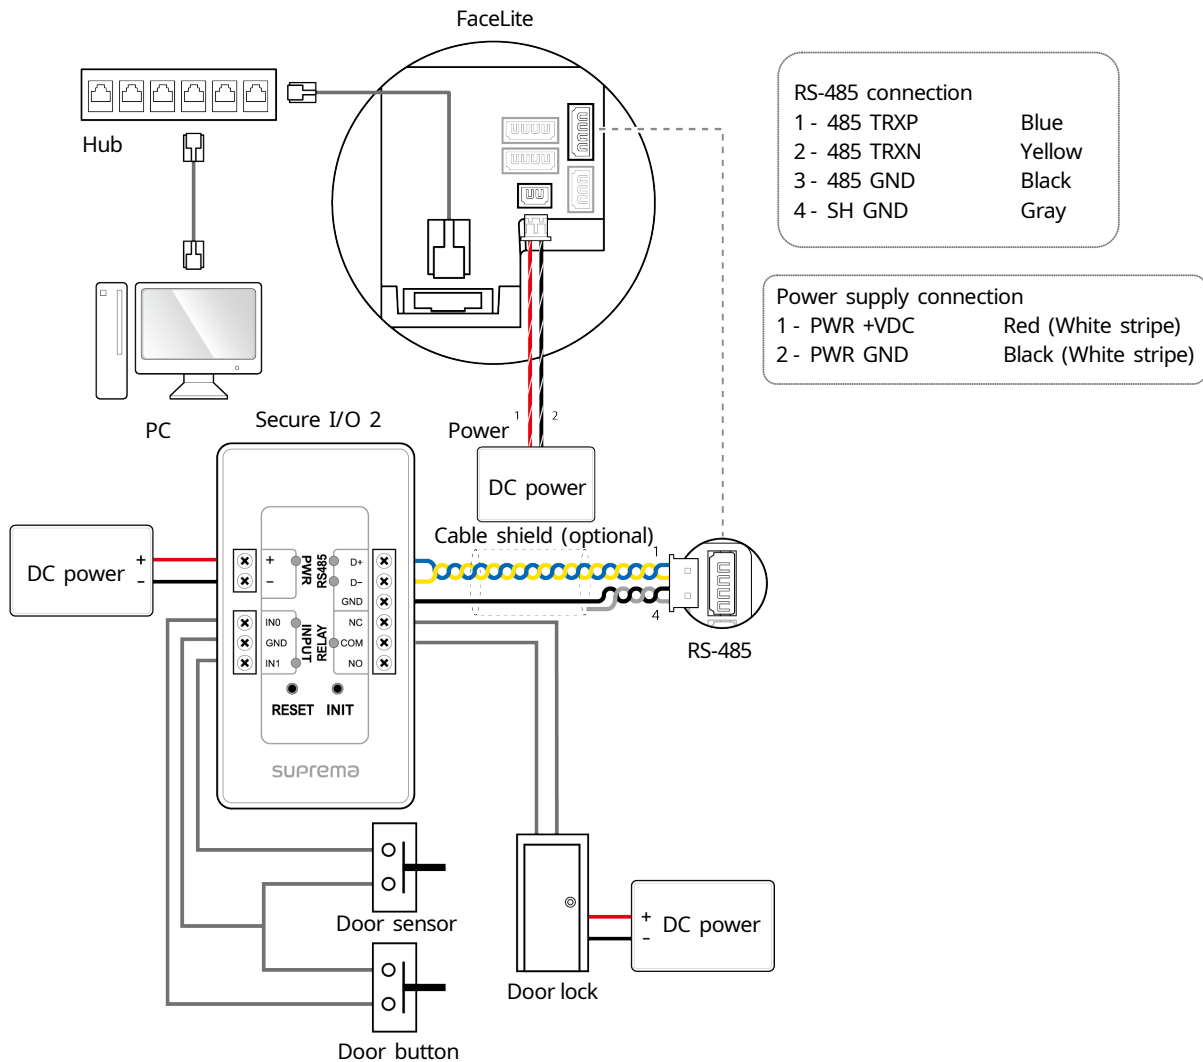 FaceLite
Hub
PC
RS-485 connection
1 - 485 TRXP Blue
2 - 485 TRXN Yellow
3 - 485 GND Black
4 - SH GND Gray
Power supply connection
1 - PWR +VDC Red (White stripe)
2 - PWR GND Black (White stripe)
Secure I/O 2
Power
1
2
DC power
Cable shield (optional)
DC power
+
−
+
−
PWR
RS485
D+
D−
GND
IN0
GND
IN1
INPUT
RELAY
NC
COM
NO
RESET INIT
suprema
1
4
RS-485
Door sensor
Door button
Door lock
+
−
DC power